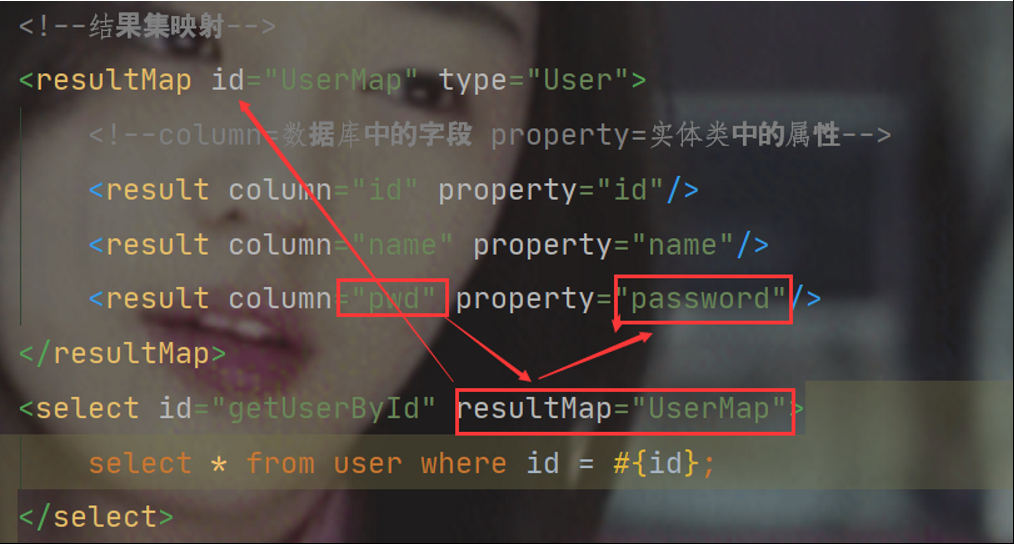 <!--结果集映射-->
<resultMap id="UserMap" type="User">
<!--column=数据库中的字段 property=实体类中的属性-->
<result column="id" property="id"/>
<result column="name" property="name"/>
<result column="pwd" property="password"/>
</resultMap>
<select id="getUserById" resultMap="UserMap">
select * from user where id = #{id};
</select>